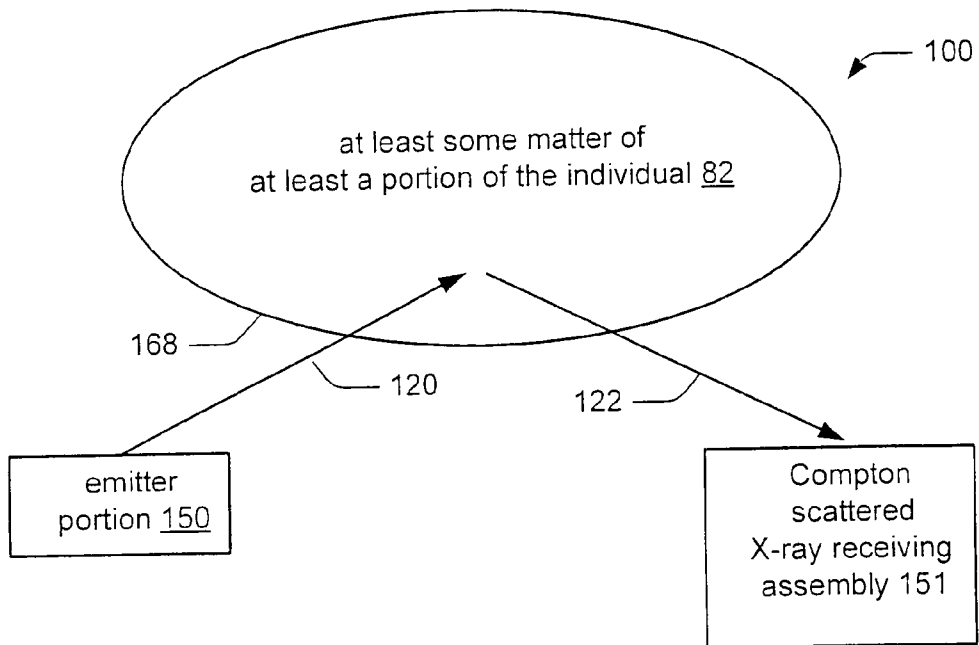 100
at least some matter of
at least a portion of the individual 82
168
120
122
emitter
portion 150
Compton
scattered
X-ray receiving
assembly 151